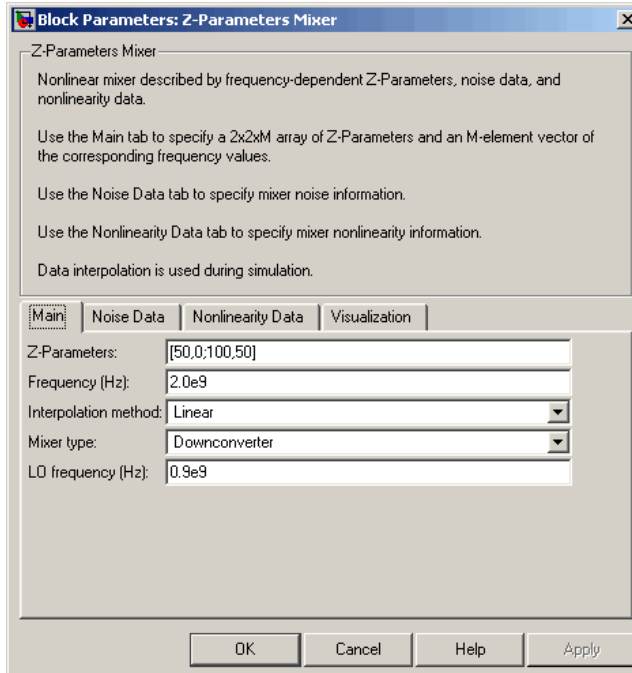 Block Parameters: Z-Parameters Mixer
Z-Parameters Mixer
Nonlinear mixer described by frequency-dependent Z-Parameters, noise data, and
nonlinearity data.
Use the Main tab to specify a 2x2xM array of Z-Parameters and an M-element vector of
the corresponding frequency values.
Use the Noise Data tab to specify mixer noise information.
Use the Nonlinearity Data tab to specify mixer nonlinearity information.
Data interpolation is used during simulation.
Main Noise Data Nonlinearity Data Visualization
Z-Parameters: [50,0;100,50]
Frequency (Hz): 2.0e9
Interpolation method: Linear
Mixer type: Downconverter
LO frequency (Hz): 0.9e9
OK Cancel Help Apply